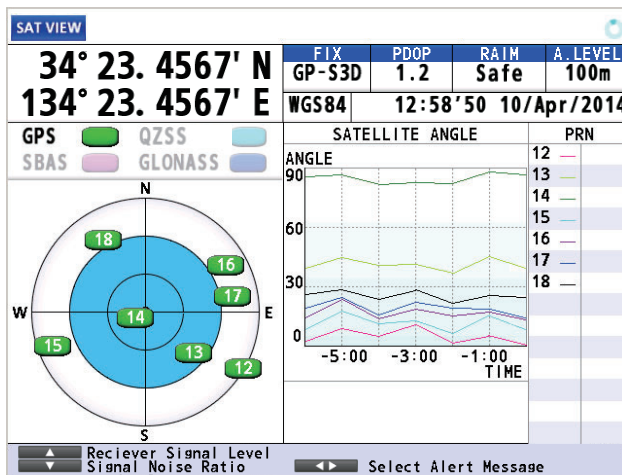 SAT VIEW
34° 23. 4567' N
134° 23. 4567' E
FIX PDOP RAIM A.LEVEL
GP-S3D 1.2 Safe 100m
WGS84 12:58'50 10/Apr/2014
GPS QZSS
SBAS GLONASS
N
18
16
17
W E
14
15
13
12
S
SATELLITE ANGLE
ANGLE
90
60
30
0
-5:00 -3:00 -1:00
TIME
PRN
12
13
14
15
16
17
18
Reciever Signal Level
Signal Noise Ratio
Select Alert Message